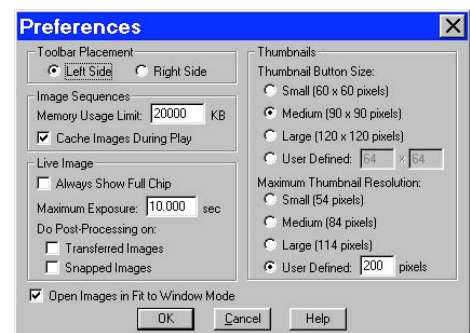 Preferences
Toolbar Placement
Left Side Right Side
Image Sequences
Memory Usage Limit: 20000 KB
Cache Images During Play
Live Image
Always Show Full Chip
Maximum Exposure: 10.000 sec
Do Post-Processing on:
Transferred Images
Snapped Images
Thumbnails
Thumbnail Button Size:
Small (60 x 60 pixels)
Medium (90 x 90 pixels)
Large (120 x 120 pixels)
User Defined: 64 x 64
Maximum Thumbnail Resolution:
Small (54 pixels)
Medium (84 pixels)
Large (114 pixels)
User Defined: 200 pixels
Open Images in Fit to Window Mode
OK Cancel Help